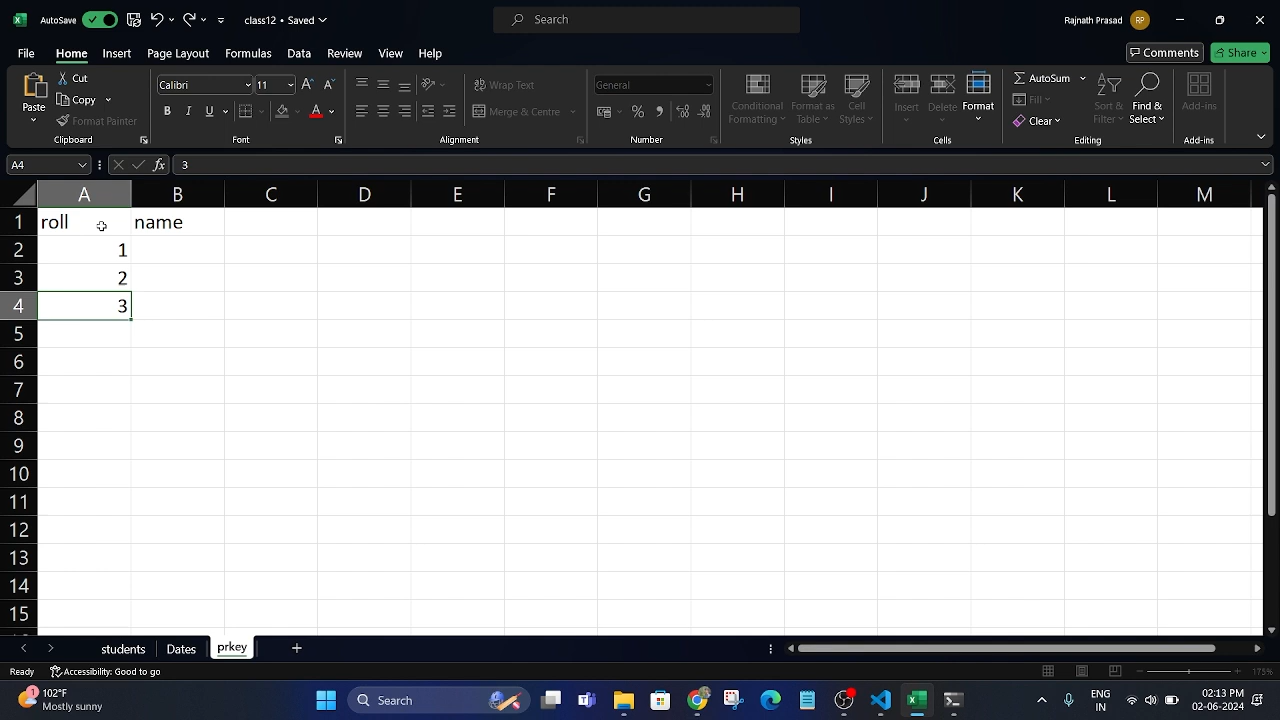 AutoSave
class12 • Saved
Search
Rajnath Prasad
RP
File
Home
Insert
Page Layout
Formulas
Data
Review
View
Help
Comments
Share
Paste
Cut
Copy
Format Painter
Clipboard
Calibri
11
B I U
Font
Wrap Text
Merge & Centre
Alignment
General
Number
Conditional Formatting
Format as Table
Cell Styles
Styles
Insert
Delete
Format
Cells
AutoSum
Fill
Clear
Sort & Filter
Find & Select
Editing
Add-ins
Add-ins
A4
fx
3
A B C D E F G H I J K L M
1 roll name
2 1
3 2
4 3
5
6
7
8
9
10
11
12
13
14
15
students
Dates
prkey
Ready
Accessibility: Good to go
175%
1
102°F
Mostly sunny
Search
ENG
IN
02:13 PM
02-06-2024